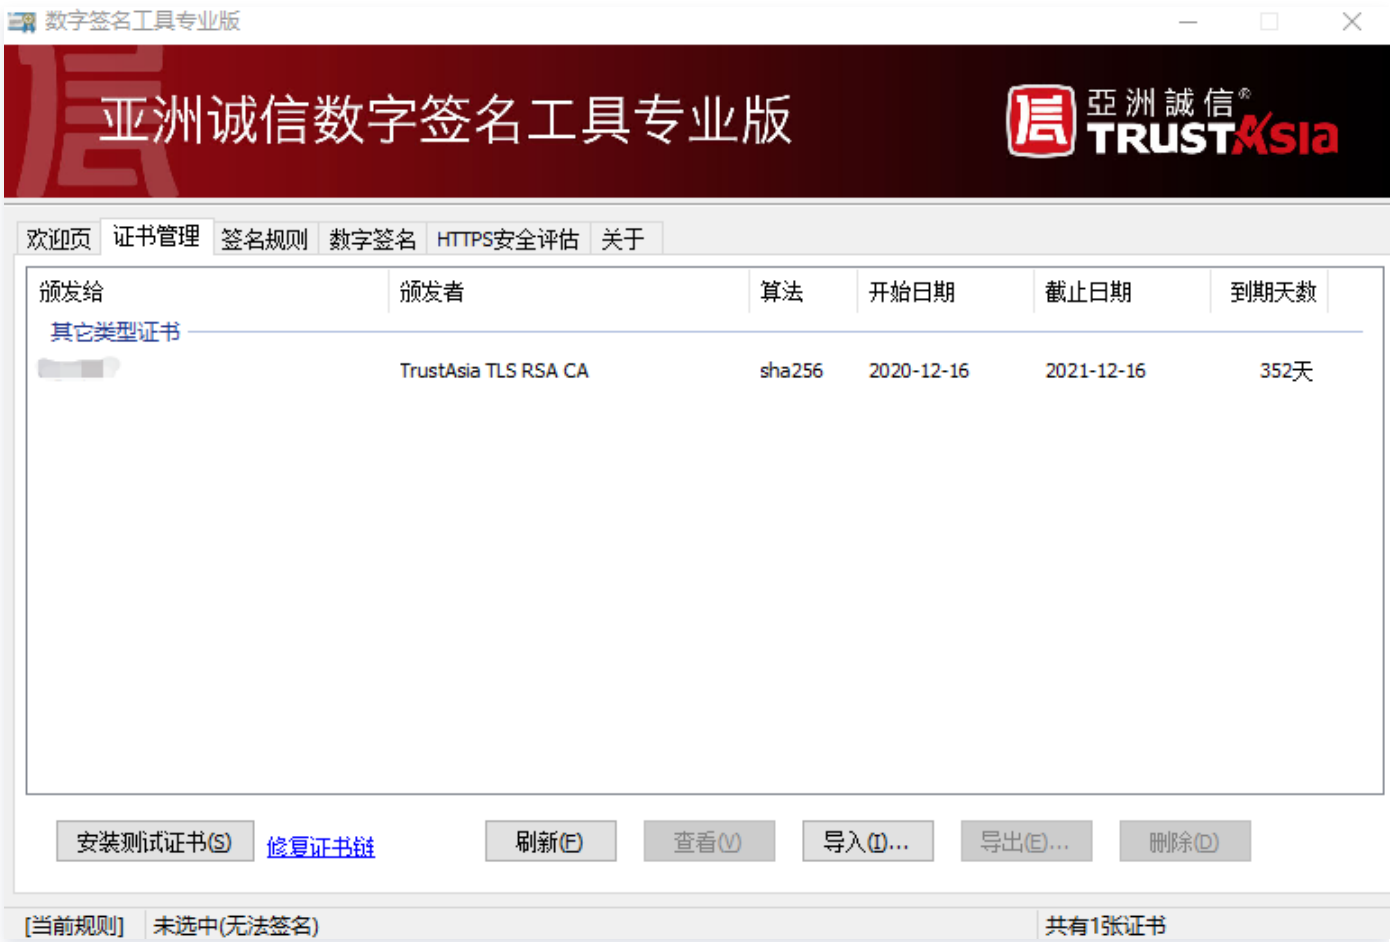 数字签名工具专业版
亚洲诚信数字签名工具专业版
亞洲誠信®
TRUSTAsia
欢迎页 证书管理 签名规则 数字签名 HTTPS安全评估 关于
颁发给 颁发者 算法 开始日期 截止日期 到期天数
其它类型证书
TrustAsia TLS RSA CA sha256 2020-12-16 2021-12-16 352天
安装测试证书(S) 修复证书链 刷新(F) 查看(V) 导入(I)... 导出(E)... 删除(D)
[当前规则] 未选中(无法签名) 共有1张证书